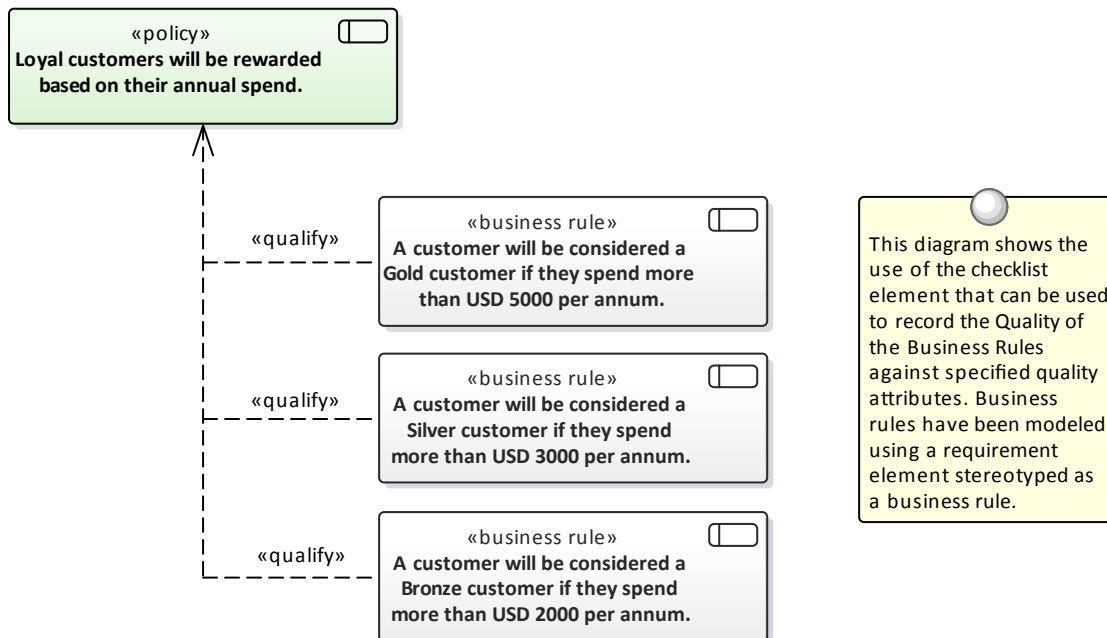 «policy»
Loyal customers will be rewarded
based on their annual spend.
«qualify»
«business rule»
A customer will be considered a
Gold customer if they spend more
than USD 5000 per annum.
«qualify»
«business rule»
A customer will be considered a
Silver customer if they spend
more than USD 3000 per annum.
«qualify»
«business rule»
A customer will be considered a
Bronze customer if they spend
more than USD 2000 per annum.
This diagram shows the
use of the checklist
element that can be used
to record the Quality of
the Business Rules
against specified quality
attributes. Business
rules have been modeled
using a requirement
element stereotyped as
a business rule.